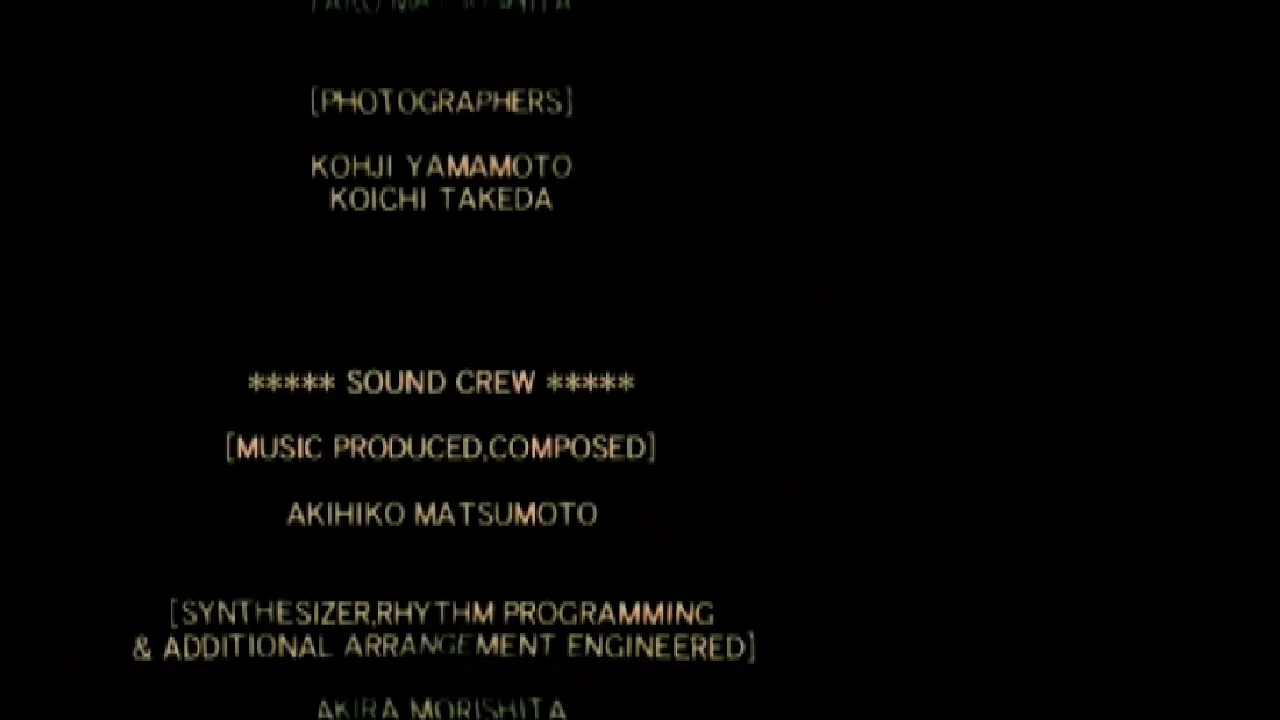 [PHOTOGRAPHERS]
KOHJI YAMAMOTO
KOICHI TAKEDA
***** SOUND CREW *****
[MUSIC PRODUCED,COMPOSED]
AKIHIKO MATSUMOTO
[SYNTHESIZER,RHYTHM PROGRAMMING
& ADDITIONAL ARRANGEMENT ENGINEERED]
AKIRA MORISHITA